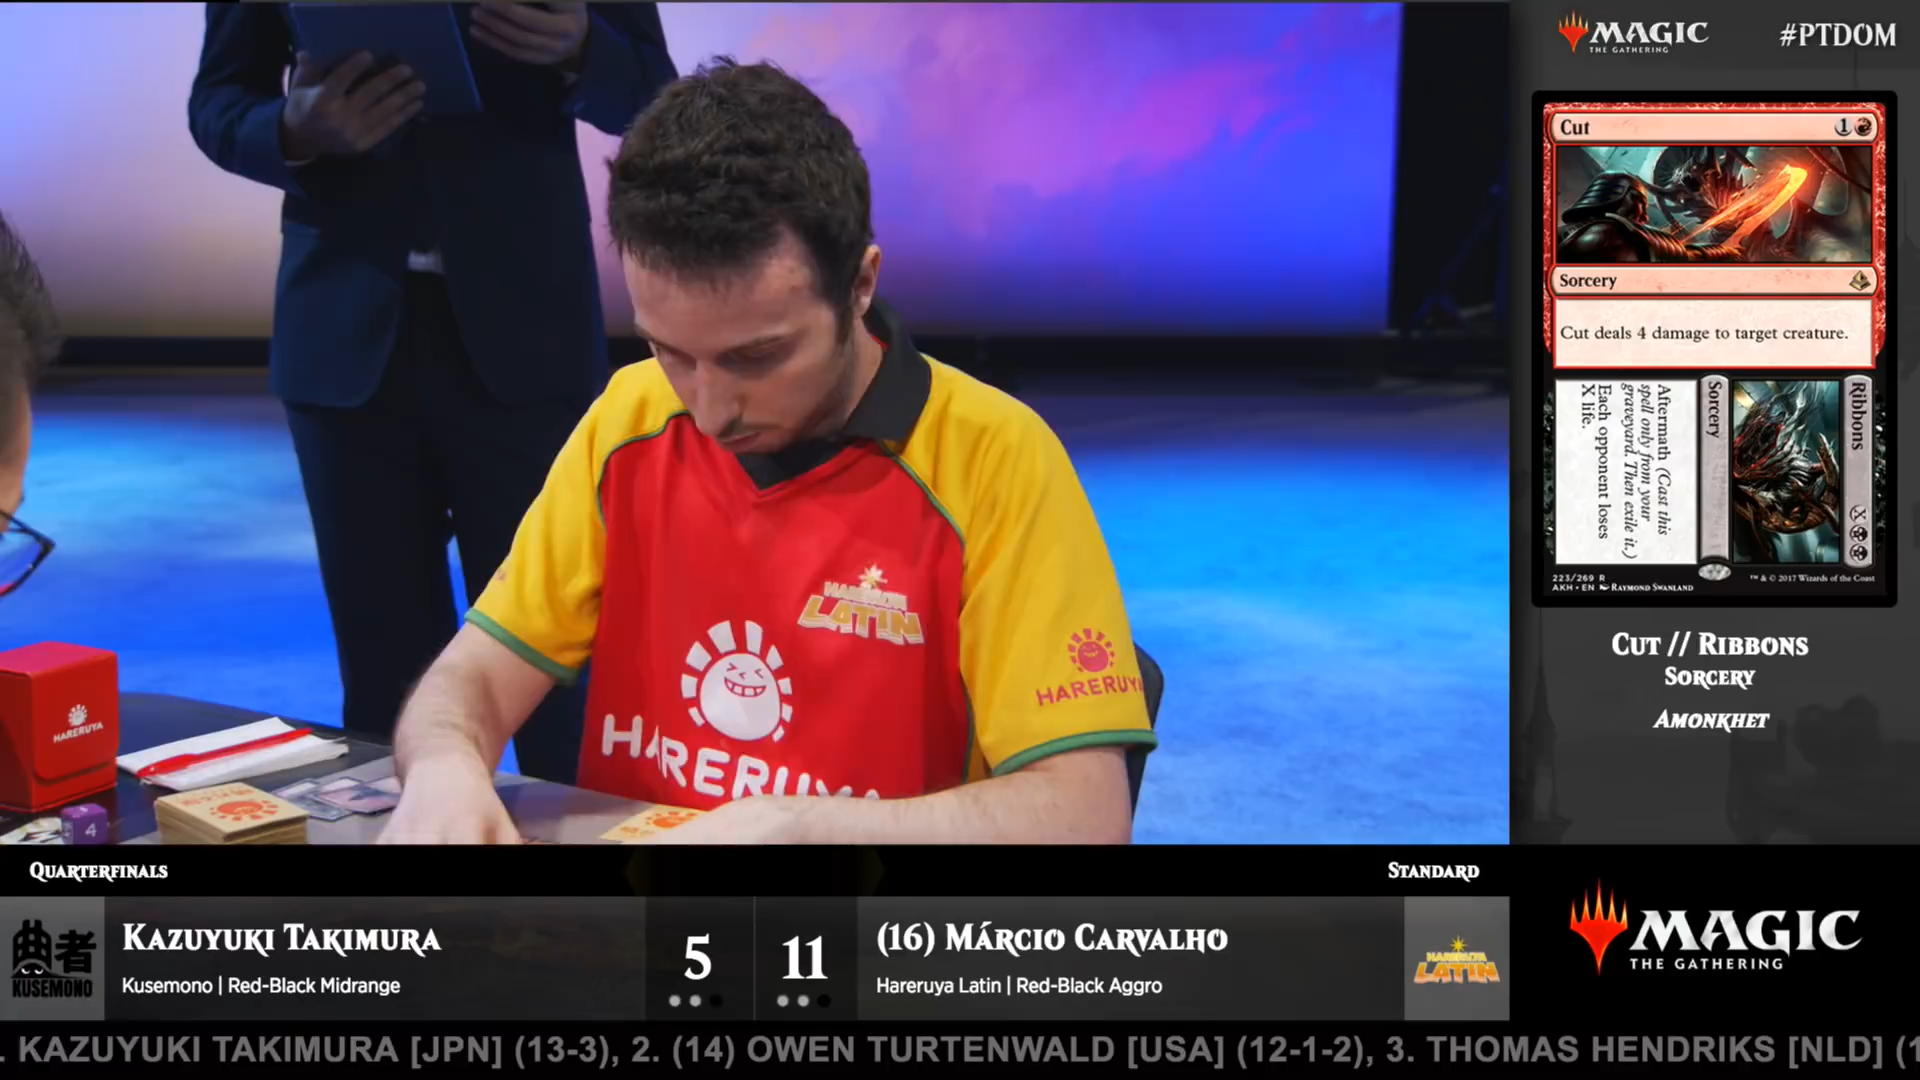 MAGIC
THE GATHERING
#PTDOM
Cut
1
Sorcery
Cut deals 4 damage to target creature.
Ribbons
X
Sorcery
Aftermath (Cast this
spell only from your
graveyard. Then exile it.)
Each opponent loses
X life.
223/269 R
AKH • EN RAYMOND SWANLAND
™ & © 2017 Wizards of the Coast
CUT // RIBBONS
SORCERY
AMONKHET
HARERUYA
LATIN
HARERUYA
HARERUYA
HARERUYA
4
QUARTERFINALS
STANDARD
曲者
KUSEMONO
KAZUYUKI TAKIMURA
Kusemono | Red-Black Midrange
5
11
(16) MÁRCIO CARVALHO
Hareruya Latin | Red-Black Aggro
HARERUYA
LATIN
MAGIC
THE GATHERING
. KAZUYUKI TAKIMURA [JPN] (13-3), 2. (14) OWEN TURTENWALD [USA] (12-1-2), 3. THOMAS HENDRIKS [NLD] (1